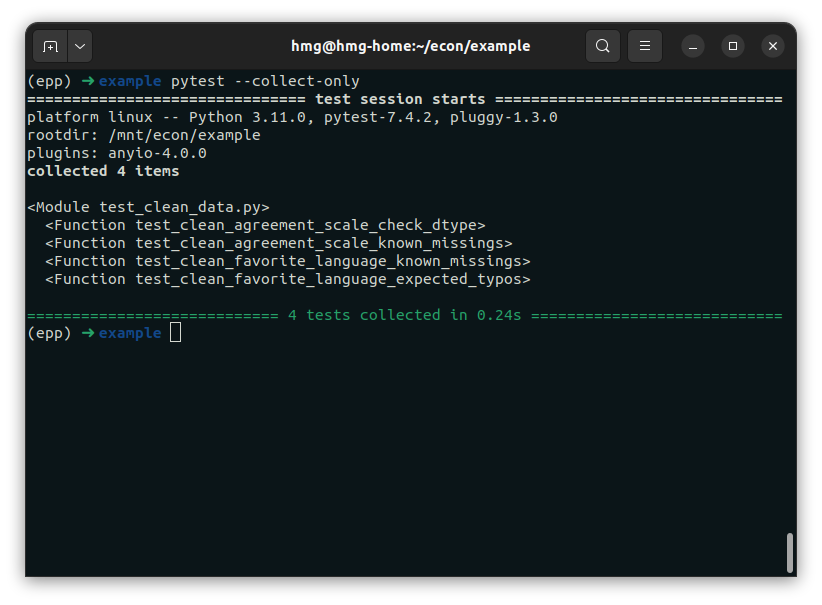 hmg@hmg-home:~/econ/example
(epp) ➜ example pytest --collect-only
=============================== test session starts ================================
platform linux -- Python 3.11.0, pytest-7.4.2, pluggy-1.3.0
rootdir: /mnt/econ/example
plugins: anyio-4.0.0
collected 4 items
<Module test_clean_data.py>
  <Function test_clean_agreement_scale_check_dtype>
  <Function test_clean_agreement_scale_known_missings>
  <Function test_clean_favorite_language_known_missings>
  <Function test_clean_favorite_language_expected_typos>
============================ 4 tests collected in 0.24s ============================
(epp) ➜ example